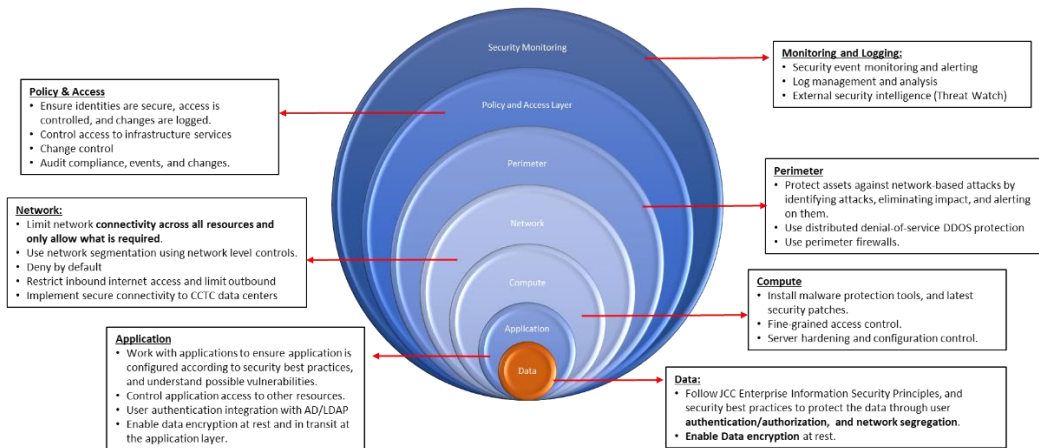 Security Monitoring
Policy and Access Layer
Perimeter
Network
Compute
Application
Data
Monitoring and Logging:
• Security event monitoring and alerting
• Log management and analysis
• External security intelligence (Threat Watch)
Policy & Access
• Ensure identities are secure, access is
controlled, and changes are logged.
• Control access to infrastructure services
• Change control
• Audit compliance, events, and changes.
Perimeter
• Protect assets against network-based attacks by
identifying attacks, eliminating impact, and alerting
on them.
• Use distributed denial-of-service DDOS protection
• Use perimeter firewalls.
Network:
• Limit network connectivity across all resources and
only allow what is required.
• Use network segmentation using network level controls.
• Deny by default
• Restrict inbound internet access and limit outbound
• Implement secure connectivity to CCTC data centers
Compute
• Install malware protection tools, and latest
security patches.
• Fine-grained access control.
• Server hardening and configuration control.
Application
• Work with applications to ensure application is
configured according to security best practices,
and understand possible vulnerabilities.
• Control application access to other resources.
• User authentication integration with AD/LDAP
• Enable data encryption at rest and in transit at
the application layer.
Data:
• Follow JCC Enterprise Information Security Principles, and
security best practices to protect the data through user
authentication/authorization, and network segregation.
• Enable Data encryption at rest.